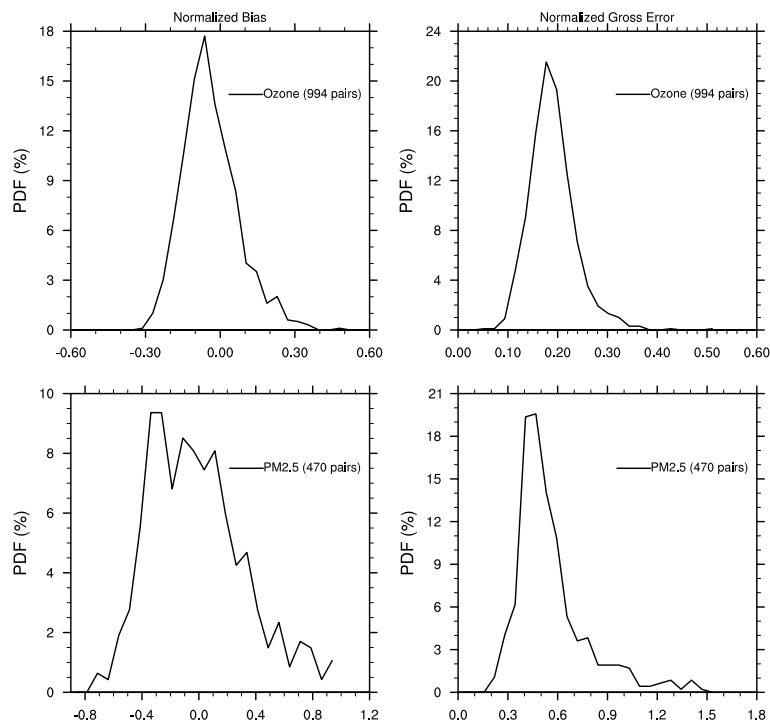 Normalized Bias
18
15
12
9
6
3
0
PDF (%)
Ozone (994 pairs)
-0.60 -0.30 0.00 0.30 0.60
Normalized Gross Error
24
20
16
12
8
4
0
PDF (%)
Ozone (994 pairs)
0.00 0.10 0.20 0.30 0.40 0.50 0.60
10
8
6
4
2
0
PDF (%)
PM2.5 (470 pairs)
-0.8 -0.4 0.0 0.4 0.8 1.2
21
18
15
12
9
6
3
0
PDF (%)
PM2.5 (470 pairs)
0.0 0.3 0.6 0.9 1.2 1.5 1.8